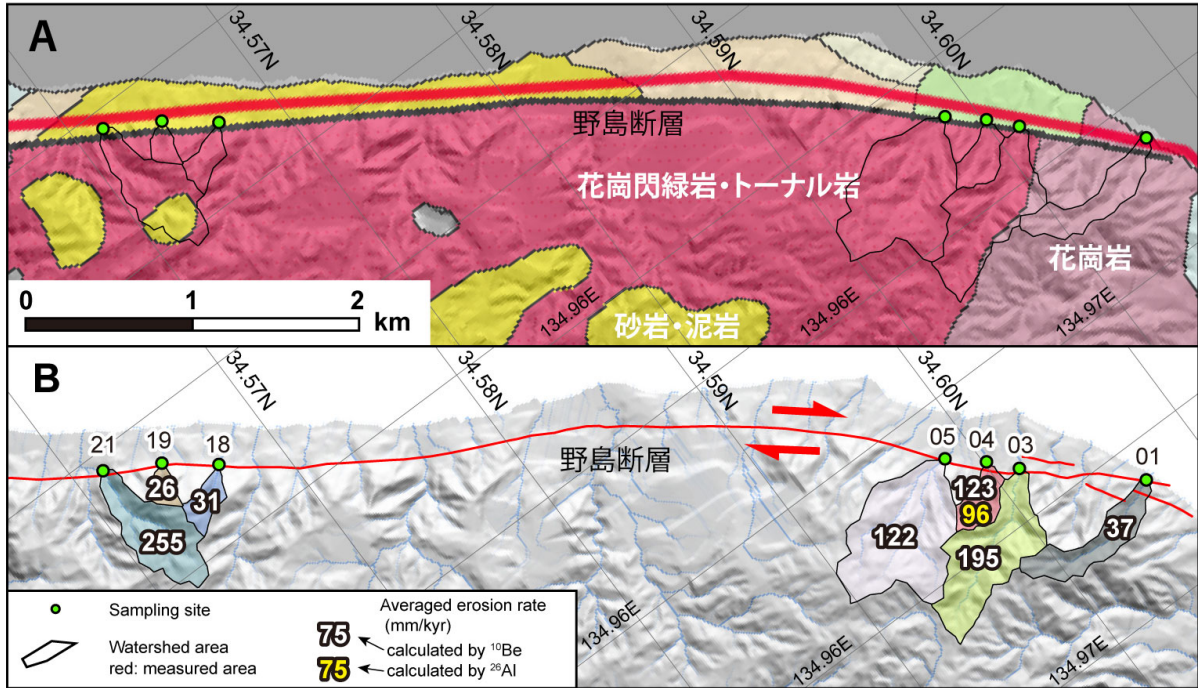 A
34.57N
34.58N
34.59N
34.60N
野島断層
花崗閃緑岩・トーナル岩
花崗岩
砂岩・泥岩
134.96E
134.96E
134.97E
0 1 2
km
B
34.57N
34.58N
34.59N
34.60N
野島断層
21 19 18 05 04 03 01
26 31 255
123 96 122 195 37
134.96E
134.96E
134.97E
Sampling site
Watershed area
red: measured area
Averaged erosion rate
(mm/kyr)
75 calculated by ¹⁰Be
75 calculated by ²⁶Al